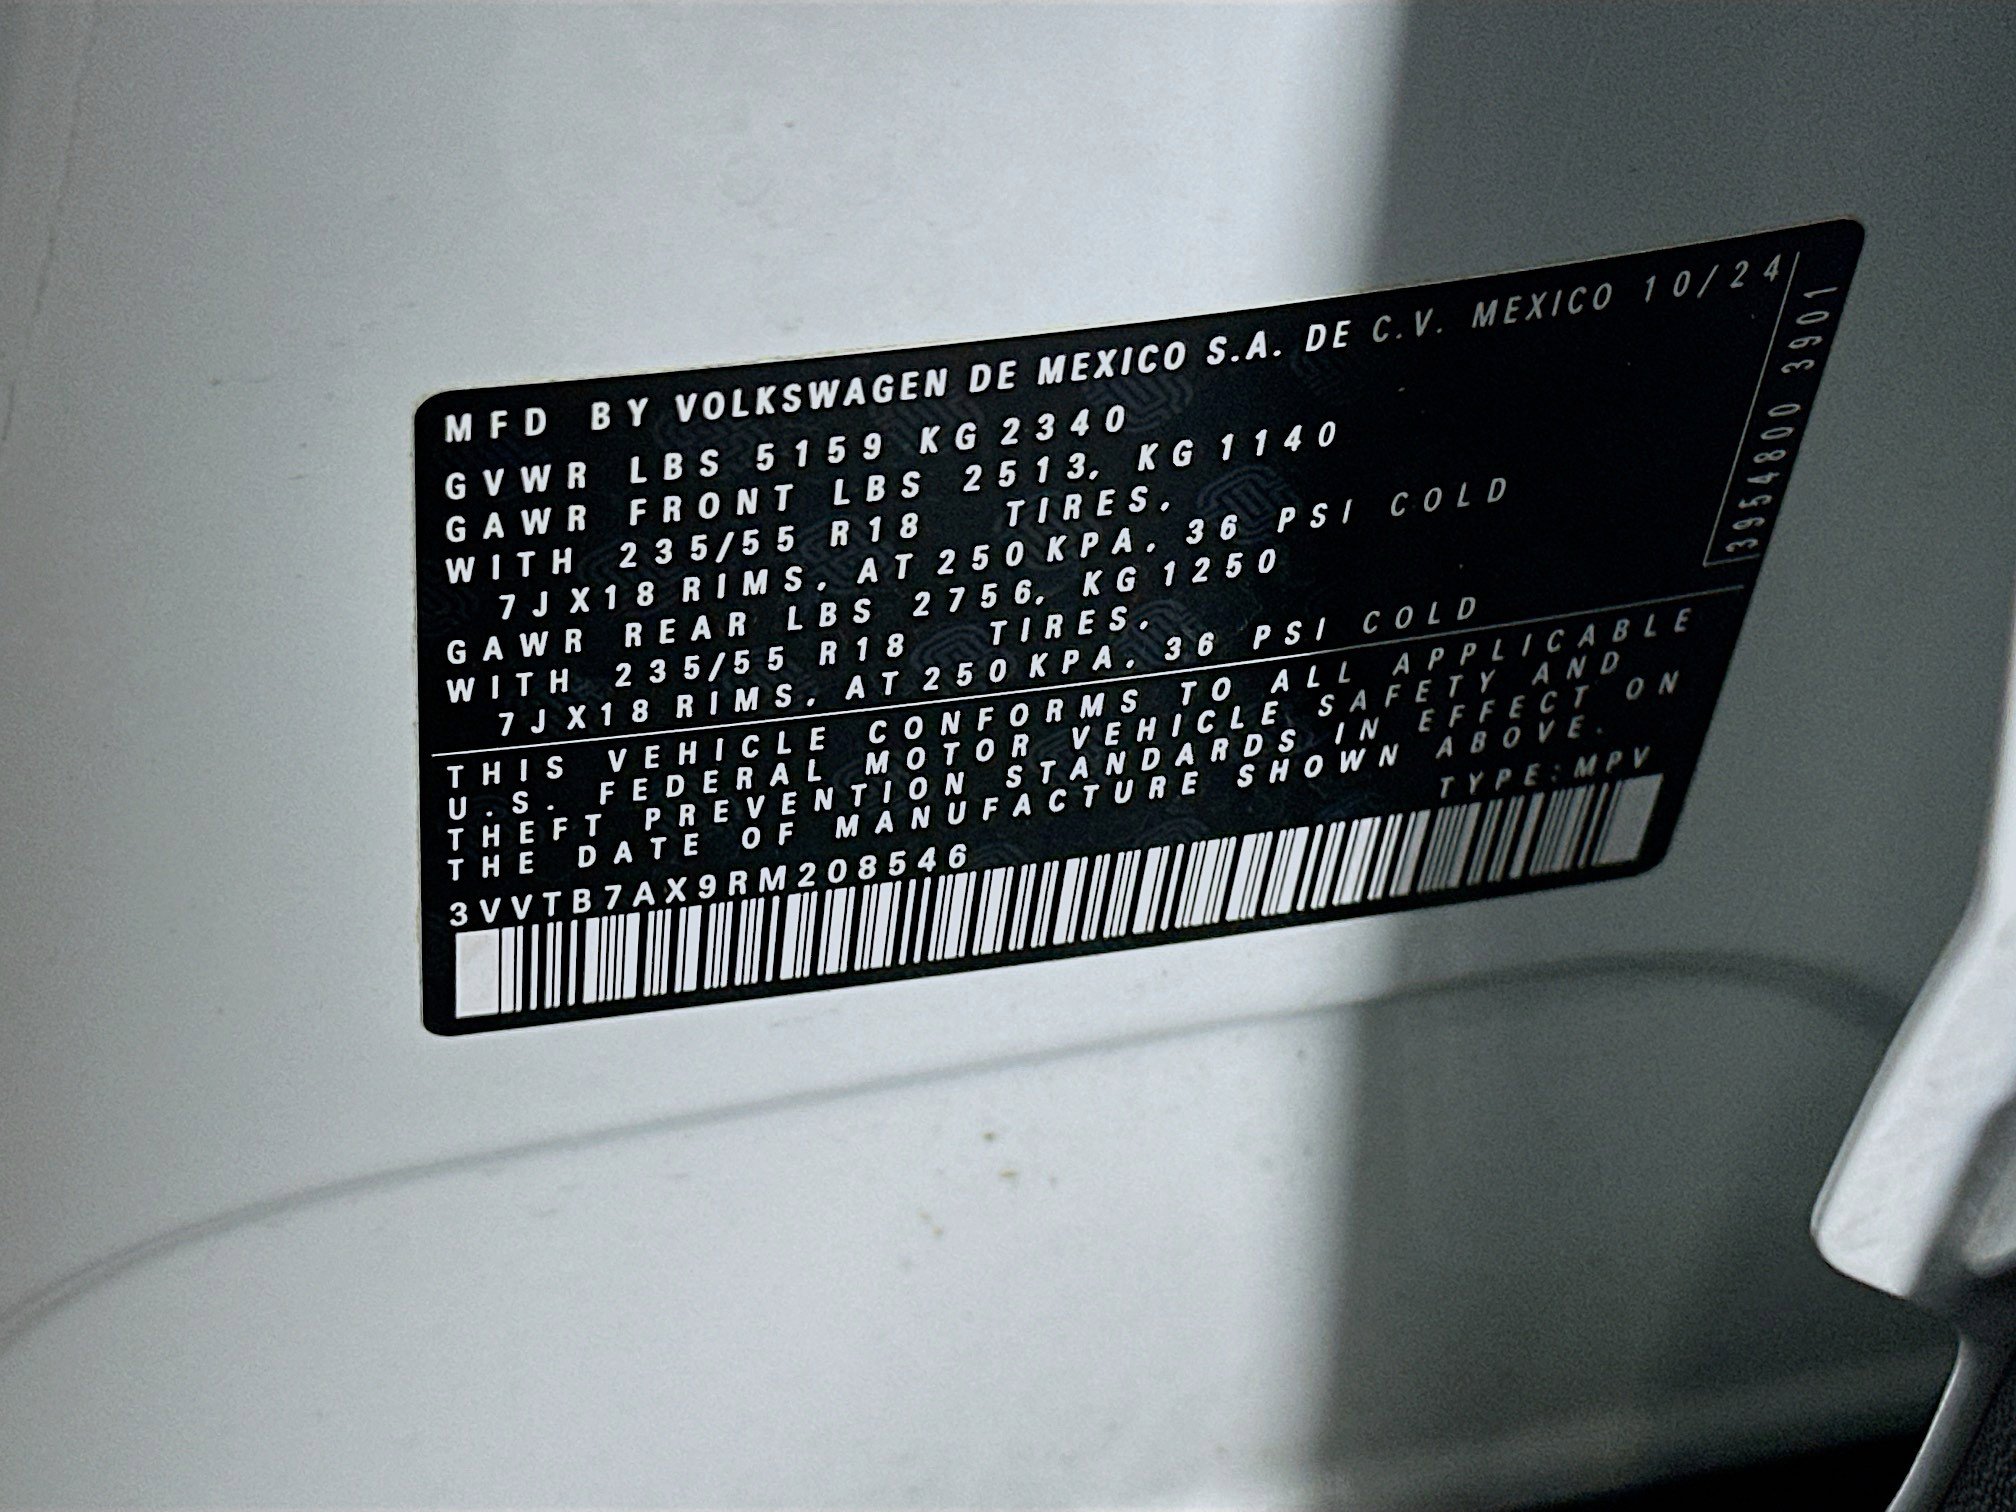 MFD BY VOLKSWAGEN DE MEXICO S.A. DE C.V. MEXICO 10/24
GVWR LBS 5159 KG 2340
GAWR FRONT LBS 2513, KG 1140
WITH 235/55 R18 TIRES,
7JX18 RIMS, AT 250 KPA, 36 PSI COLD
GAWR REAR LBS 2756, KG 1250
WITH 235/55 R18 TIRES,
7JX18 RIMS, AT 250 KPA, 36 PSI COLD
THIS VEHICLE CONFORMS TO ALL APPLICABLE
U.S. FEDERAL MOTOR VEHICLE SAFETY AND
THEFT PREVENTION STANDARDS IN EFFECT ON
THE DATE OF MANUFACTURE SHOWN ABOVE.
3VVTB7AX9RM208546 TYPE:MPV
3954800 3901